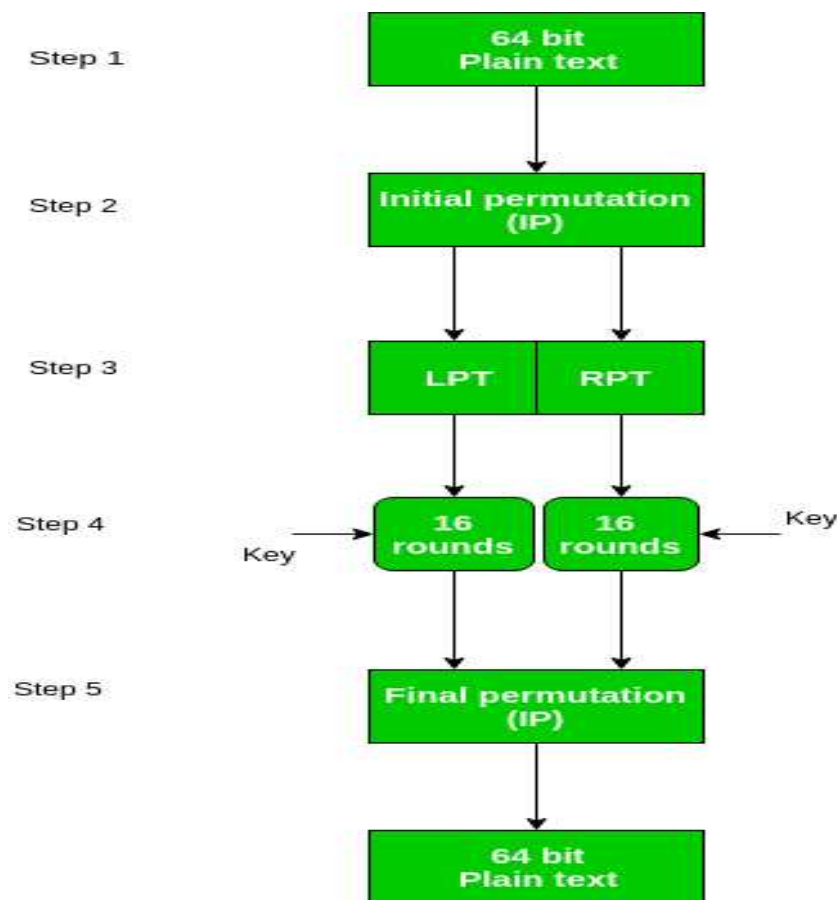 Step 1
64 bit
Plain text
Step 2
Initial permutation
(IP)
Step 3
LPT
RPT
Step 4
Key
16
rounds
16
rounds
Key
Step 5
Final permutation
(IP)
64 bit
Plain text